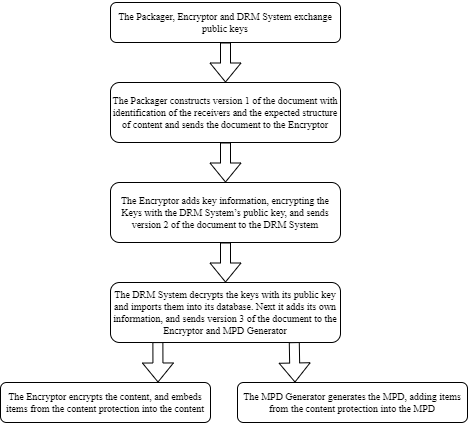 The Packager, Encryptor and DRM System exchange
public keys
The Packager constructs version 1 of the document with
identification of the receivers and the expected structure
of content and sends the document to the Encryptor
The Encryptor adds key information, encrypting the
Keys with the DRM System's public key, and sends
version 2 of the document to the DRM System
The DRM System decrypts the keys with its public key
and imports them into its database. Next it adds its own
information, and sends version 3 of the document to the
Encryptor and MPD Generator
The Encryptor encrypts the content, and embeds
items from the content protection into the content
The MPD Generator generates the MPD, adding items
from the content protection into the MPD